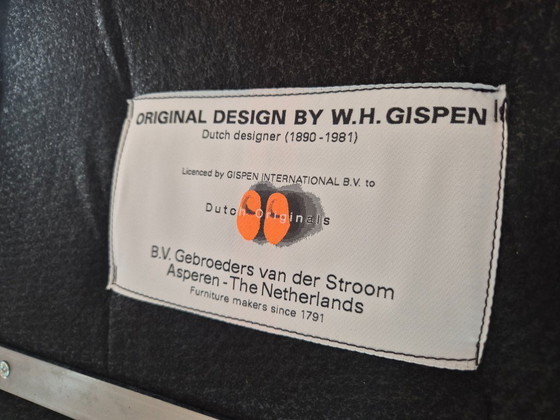 ORIGINAL DESIGN BY W.H. GISPEN
Dutch designer (1890-1981)
Licenced by GISPEN INTERNATIONAL B.V. to
Dutch Originals
B.V. Gebroeders van der Stroom
Asperen - The Netherlands
Furniture makers since 1791